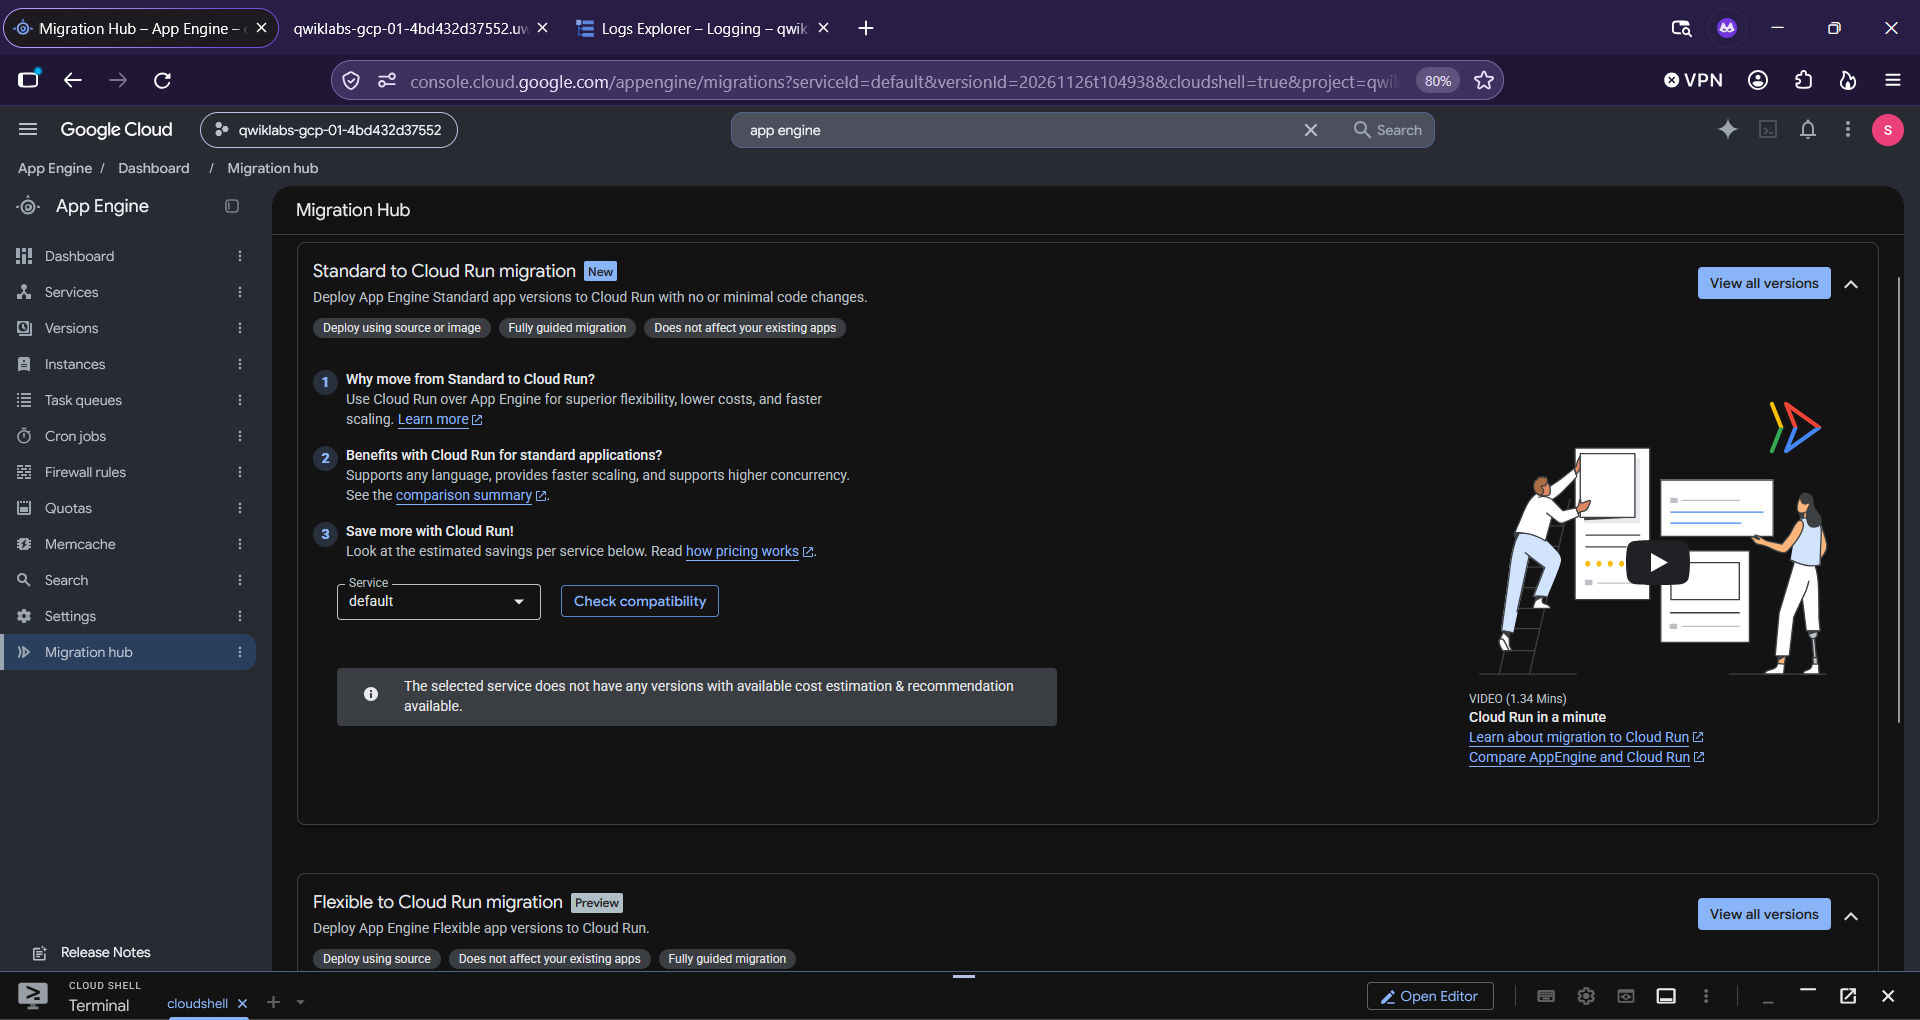 Migration Hub – App Engine –
qwiklabs-gcp-01-4bd432d37552.uw
Logs Explorer – Logging – qwik
console.cloud.google.com/appengine/migrations?serviceId=default&versionId=20261126t104938&cloudshell=true&project=qwik
80%
VPN
Google Cloud
qwiklabs-gcp-01-4bd432d37552
app engine
Search
S
App Engine / Dashboard / Migration hub
App Engine
Dashboard
Services
Versions
Instances
Task queues
Cron jobs
Firewall rules
Quotas
Memcache
Search
Settings
Migration hub
Release Notes
Migration Hub
Standard to Cloud Run migration New
View all versions
Deploy App Engine Standard app versions to Cloud Run with no or minimal code changes.
Deploy using source or image Fully guided migration Does not affect your existing apps
1 Why move from Standard to Cloud Run?
Use Cloud Run over App Engine for superior flexibility, lower costs, and faster
scaling. Learn more
2 Benefits with Cloud Run for standard applications?
Supports any language, provides faster scaling, and supports higher concurrency.
See the comparison summary.
3 Save more with Cloud Run!
Look at the estimated savings per service below. Read how pricing works.
Service
default
Check compatibility
The selected service does not have any versions with available cost estimation & recommendation
available.
VIDEO (1.34 Mins)
Cloud Run in a minute
Learn about migration to Cloud Run
Compare AppEngine and Cloud Run
Flexible to Cloud Run migration Preview
View all versions
Deploy App Engine Flexible app versions to Cloud Run.
Deploy using source Does not affect your existing apps Fully guided migration
CLOUD SHELL
Terminal
cloudshell
Open Editor